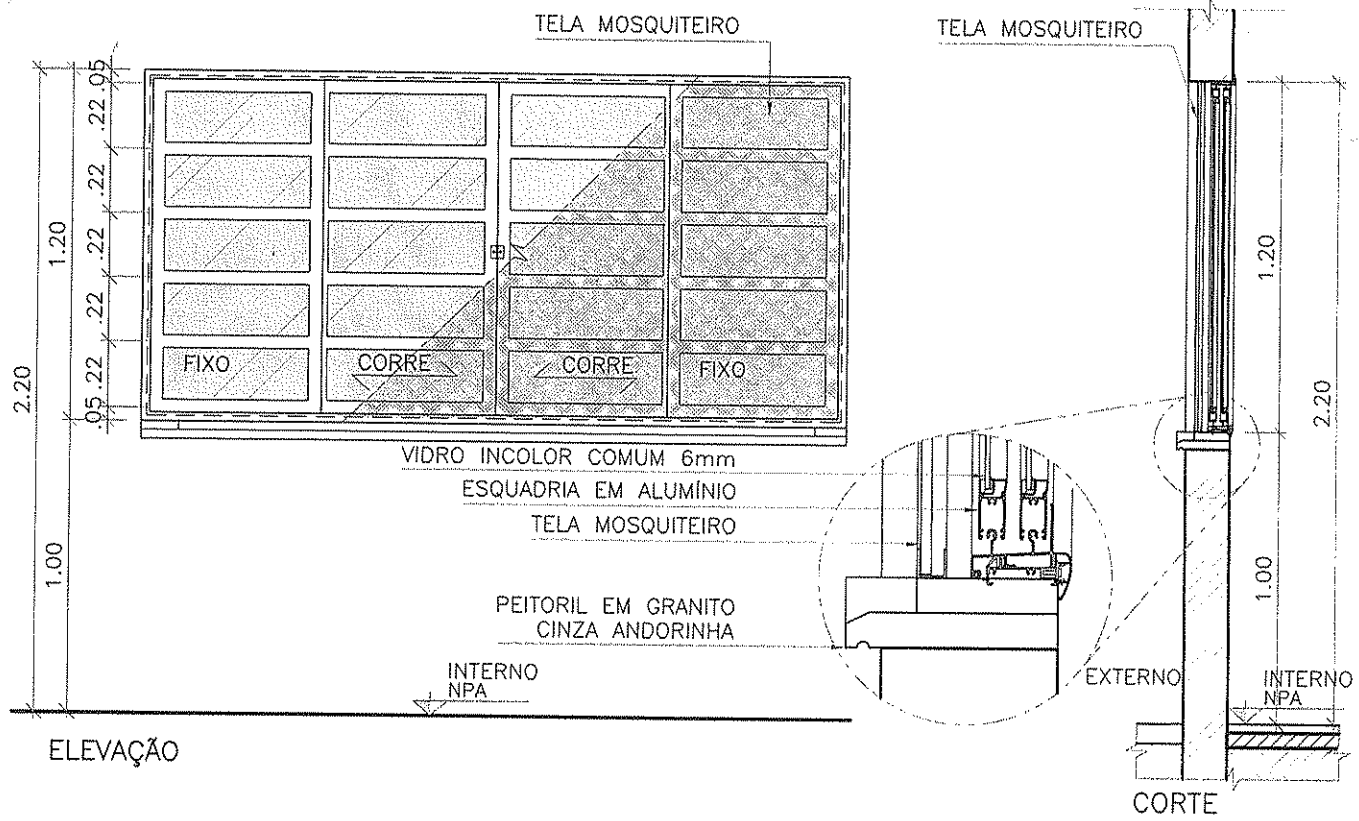 TELA MOSQUITEIRO
TELA MOSQUITEIRO
.05
.22
.22
.22
.22
.22
.05
1.20
2.20
1.00
FIXO
CORRE
CORRE
FIXO
VIDRO INCOLOR COMUM 6mm
ESQUADRIA EM ALUMÍNIO
TELA MOSQUITEIRO
PEITORIL EM GRANITO
CINZA ANDORINHA
INTERNO
NPA
ELEVAÇÃO
1.20
2.20
1.00
EXTERNO
INTERNO
NPA
CORTE